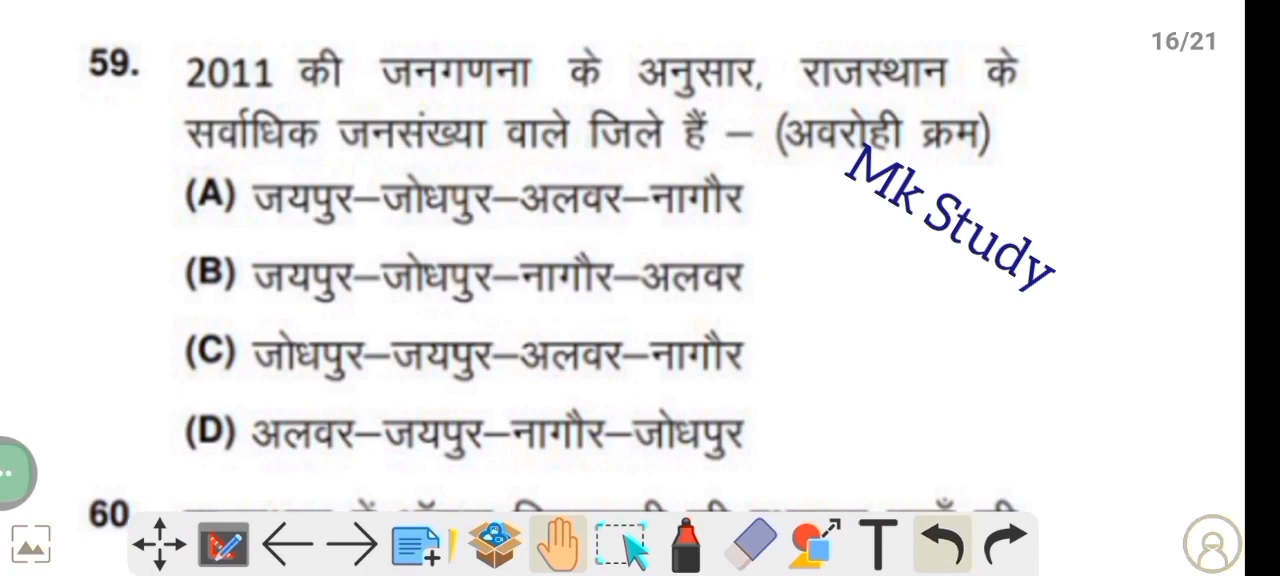 16/21
59. 2011 की जनगणना के अनुसार, राजस्थान के
सर्वाधिक जनसंख्या वाले जिले हैं – (अवरोही क्रम)
Mk Study
(A) जयपुर–जोधपुर–अलवर–नागौर
(B) जयपुर–जोधपुर–नागौर–अलवर
(C) जोधपुर–जयपुर–अलवर–नागौर
(D) अलवर–जयपुर–नागौर–जोधपुर
60